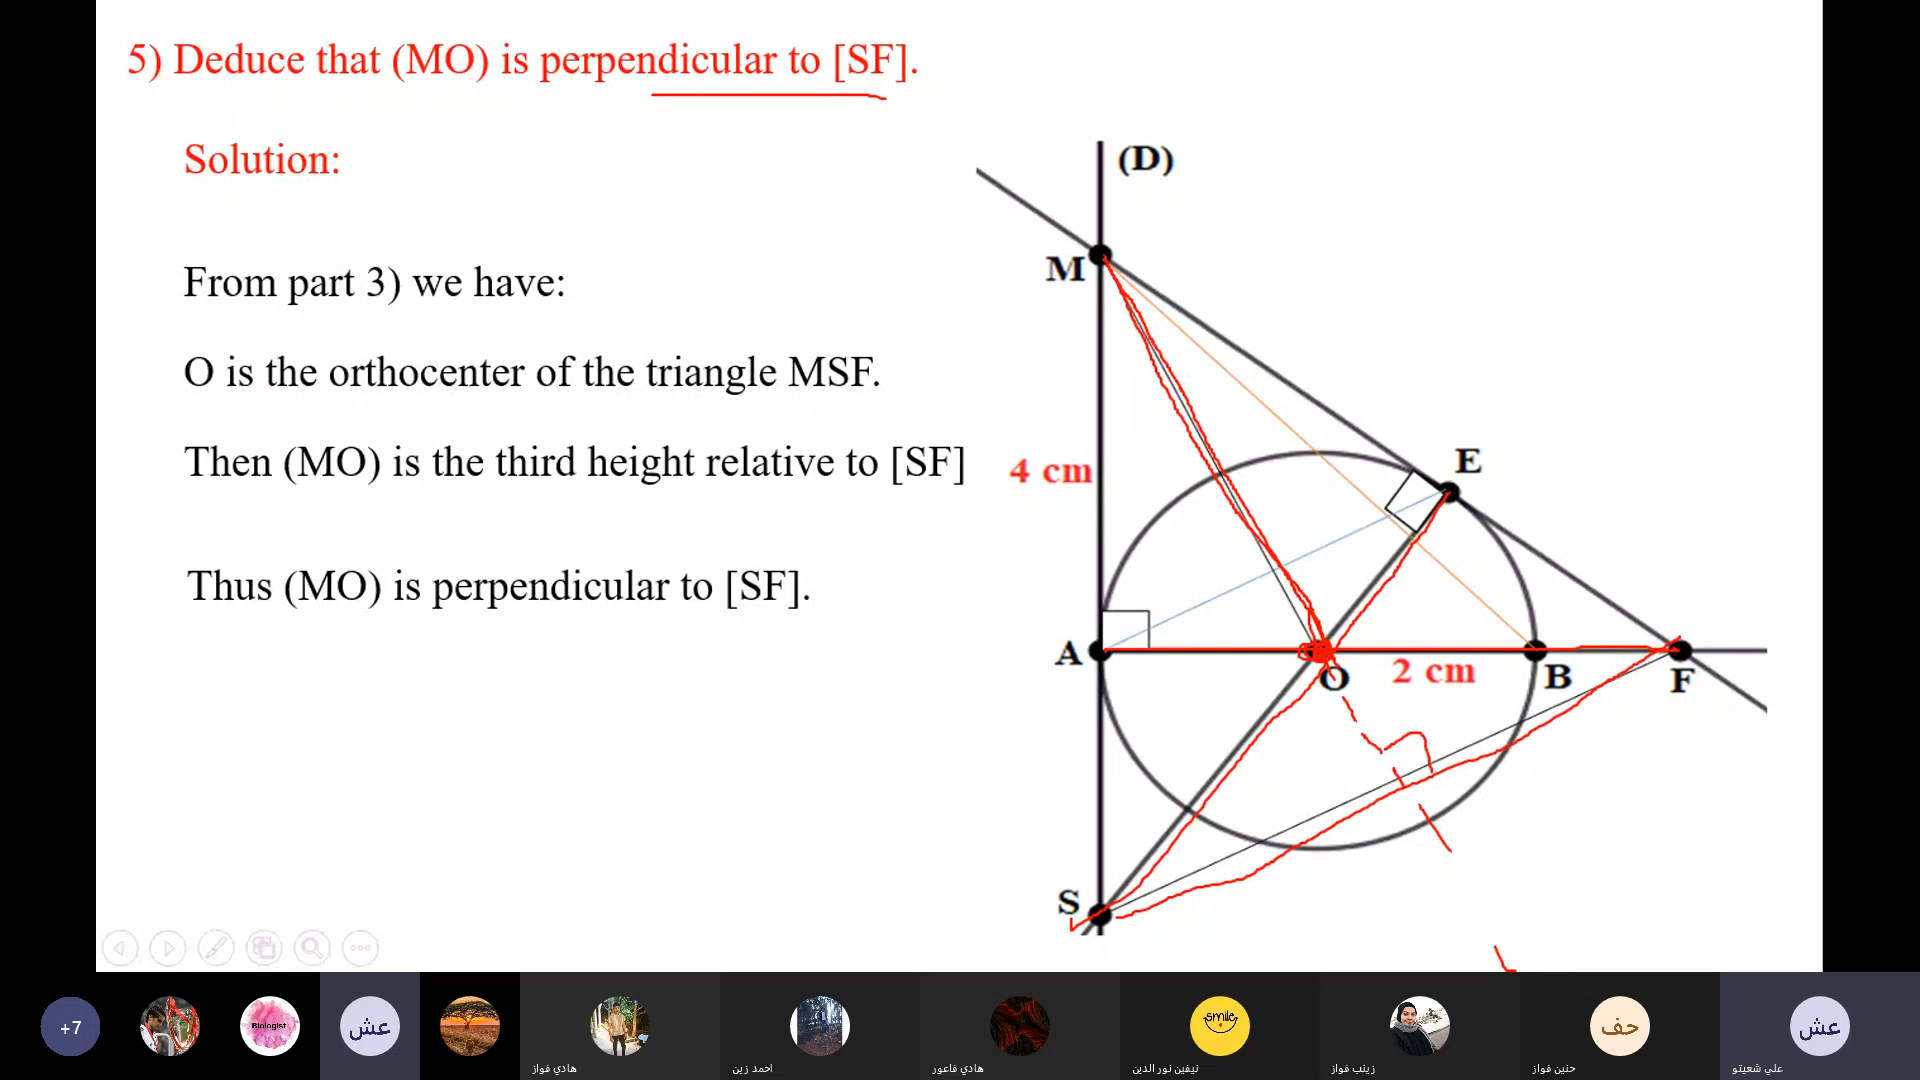 5) Deduce that (MO) is perpendicular to [SF].
Solution:
From part 3) we have:
O is the orthocenter of the triangle MSF.
Then (MO) is the third height relative to [SF]
Thus (MO) is perpendicular to [SF].
(D)
M
E
4 cm
A
O
2 cm
B
F
S
+7
Biologist
عش
smile
حف
عش
هادي فواز
احمد زين
هادي فاعور
نيفين نور الدين
زينب فواز
حنين فواز
علي شعيتو